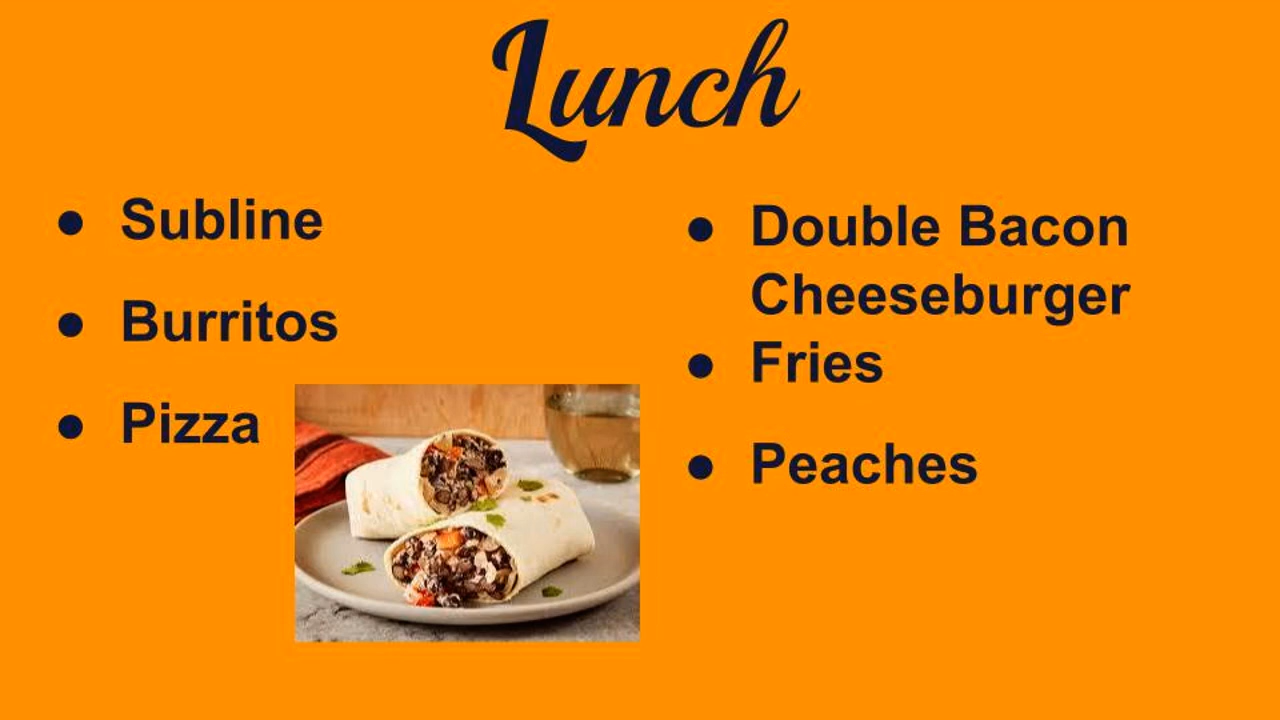 Lunch
● Subline
● Burritos
● Pizza
● Double Bacon
Cheeseburger
● Fries
● Peaches